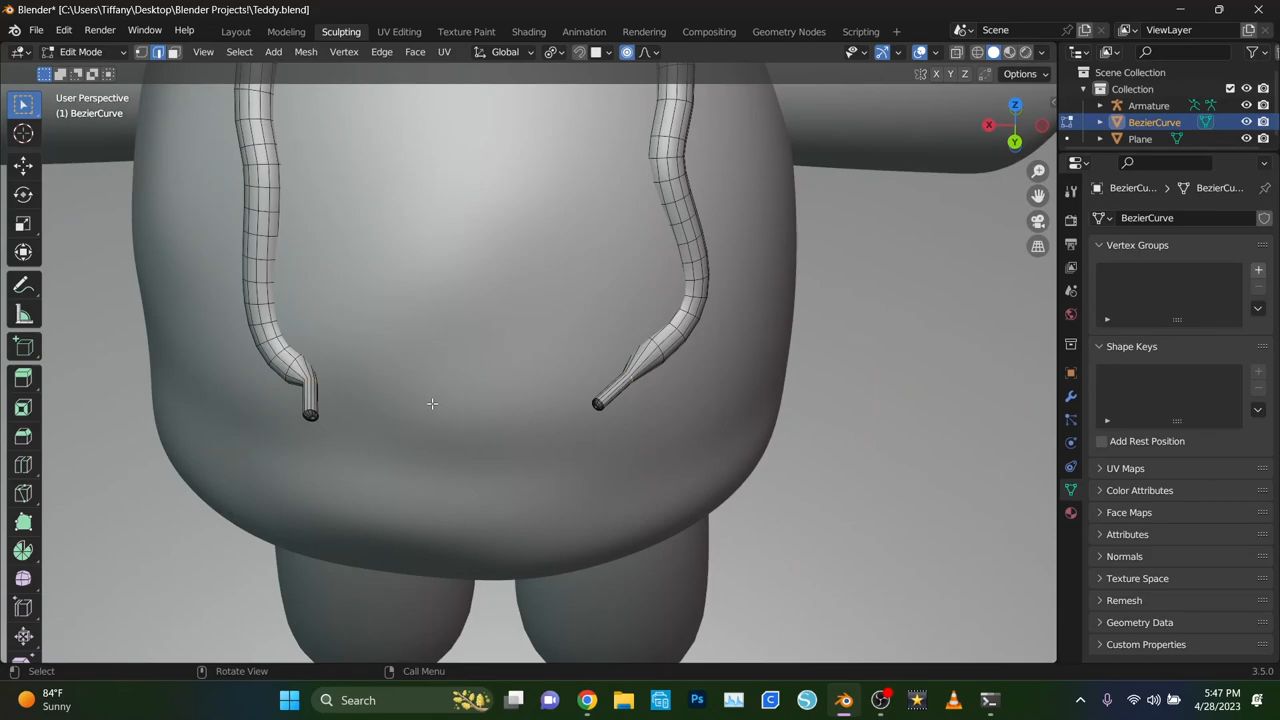 Blender* [C:\Users\Tiffany\Desktop\Blender Projects!\Teddy.blend]
File Edit Render Window Help Layout Modeling Sculpting UV Editing Texture Paint Shading Animation Rendering Compositing Geometry Nodes Scripting + Scene ViewLayer
Edit Mode View Select Add Mesh Vertex Edge Face UV Global
X Y Z Options
User Perspective
(1) BezierCurve
Z
X
Y
Scene Collection
Collection
Armature
BezierCurve
Plane
BezierCu... > BezierCu...
BezierCurve
Vertex Groups
Shape Keys
Add Rest Position
UV Maps
Color Attributes
Face Maps
Attributes
Normals
Texture Space
Remesh
Geometry Data
Custom Properties
Select Rotate View Call Menu 3.5.0
84°F
Sunny
Search
Ps
5:47 PM
4/28/2023